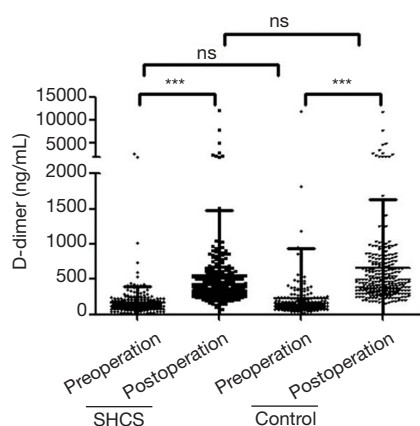 ns
ns
***
***
15000
10000
5000
2000
1500
1000
500
0
D-dimer (ng/mL)
Preoperation
Postoperation
Preoperation
Postoperation
SHCS
Control